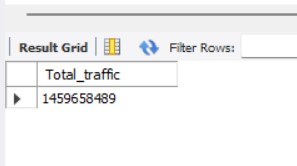 Result Grid Filter Rows:
Total_traffic
1459658489